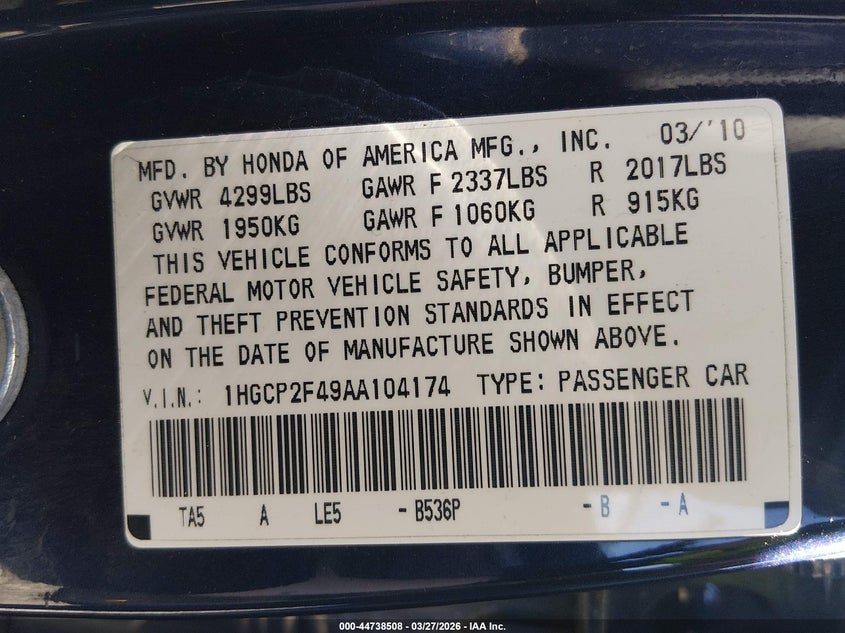 MFD. BY HONDA OF AMERICA MFG., INC. 03/'10
GVWR 4299LBS GAWR F 2337LBS R 2017LBS
GVWR 1950KG GAWR F 1060KG R 915KG
THIS VEHICLE CONFORMS TO ALL APPLICABLE
FEDERAL MOTOR VEHICLE SAFETY, BUMPER,
AND THEFT PREVENTION STANDARDS IN EFFECT
ON THE DATE OF MANUFACTURE SHOWN ABOVE.
V.I.N.: 1HGCP2F49AA104174 TYPE: PASSENGER CAR
TA5 A LE5 -B536P -B -A
000-44738508 - 03/27/2026 - IAA Inc.